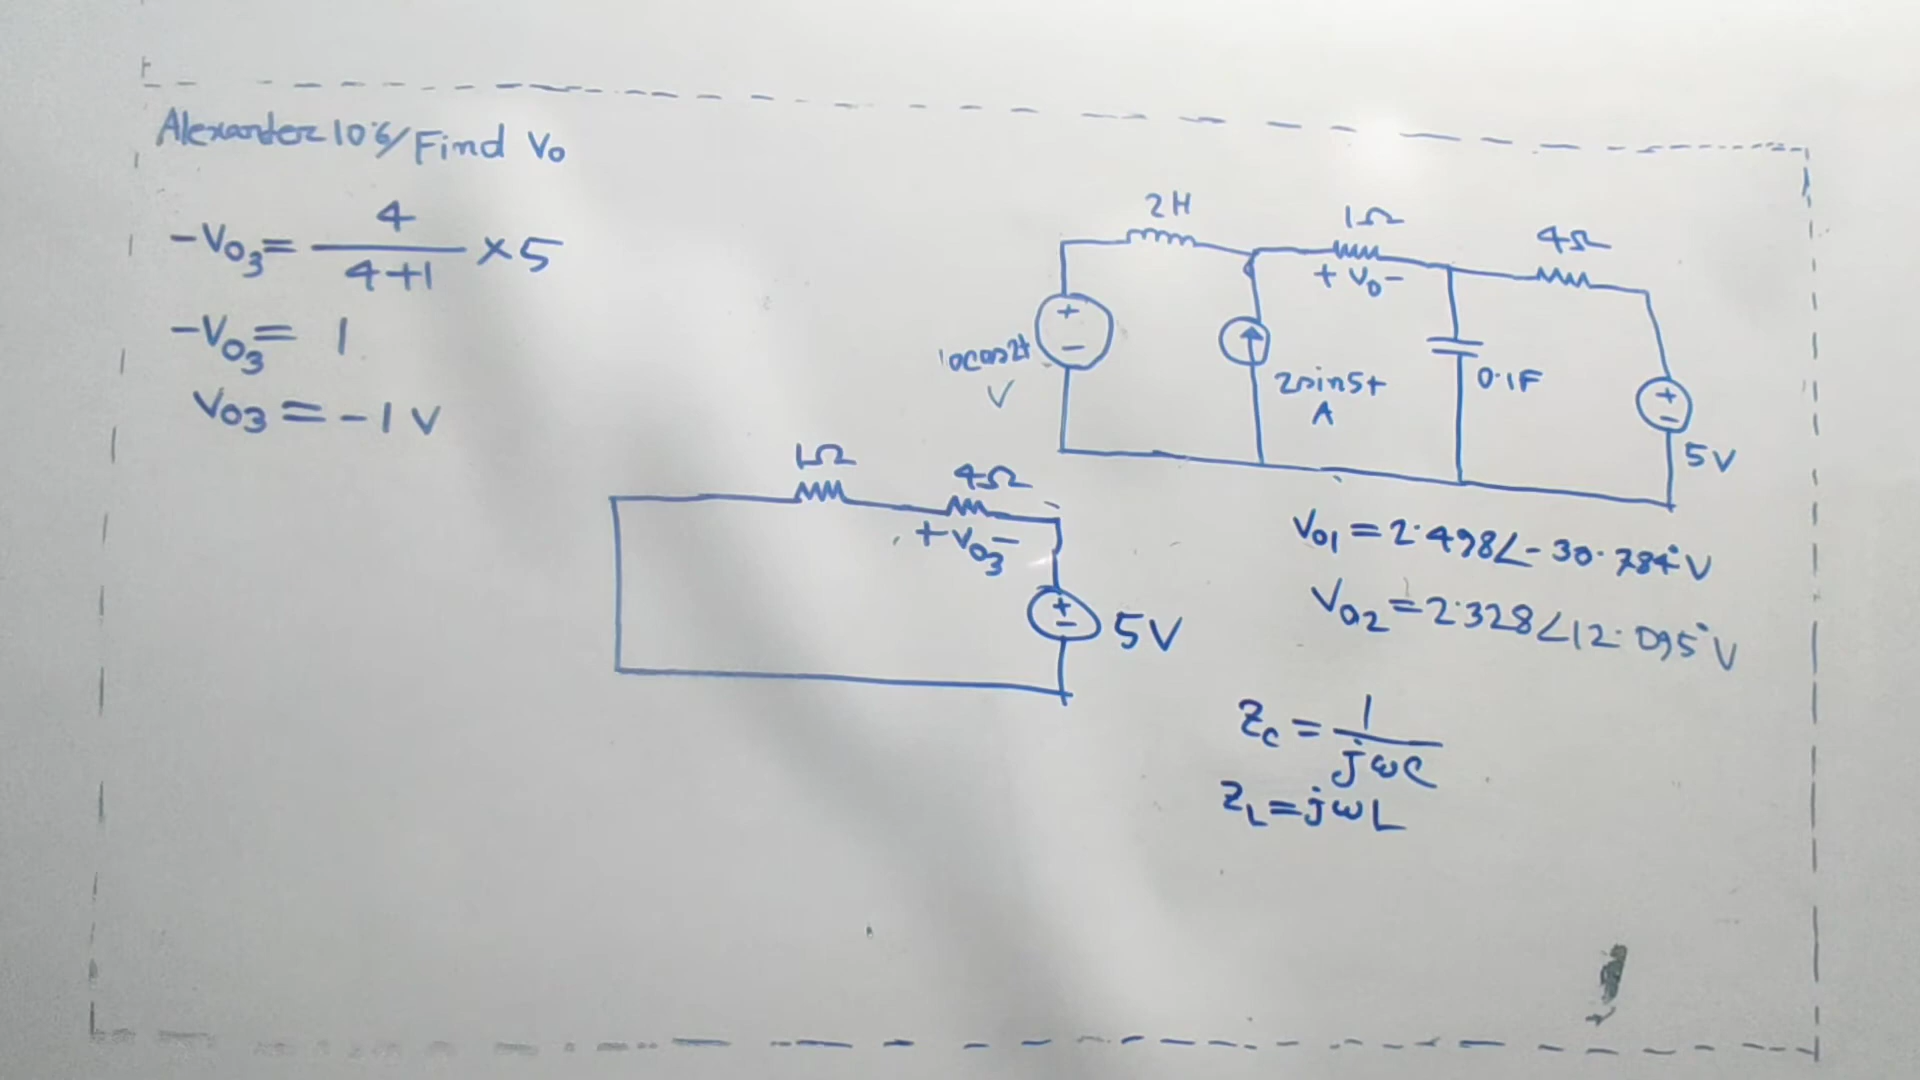 Alexander 10.6/Find Vo
-Vo3= 4/(4+1) ×5
-Vo3= 1
Vo3 = -1 V
2H
1Ω
4Ω
+ Vo -
10cos2t
V
2sin5t
A
0.1F
5V
1Ω
4Ω
+Vo3-
5V
Vo1 = 2.498∠-30.784° V
Vo2 = 2.328∠12.095° V
Zc = 1/jωC
ZL = jωL